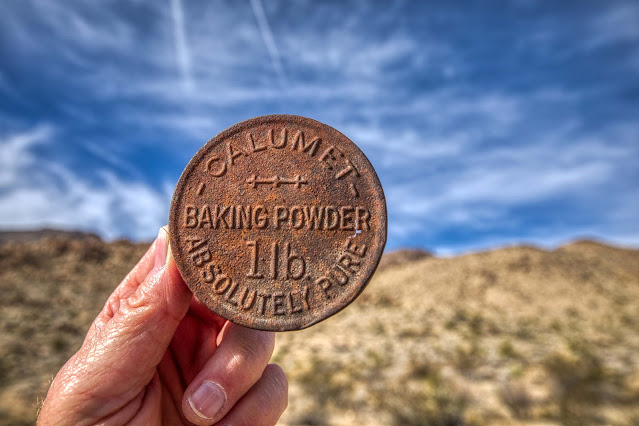 -CALUMET-
BAKING POWDER
1lb.
ABSOLUTELY PURE